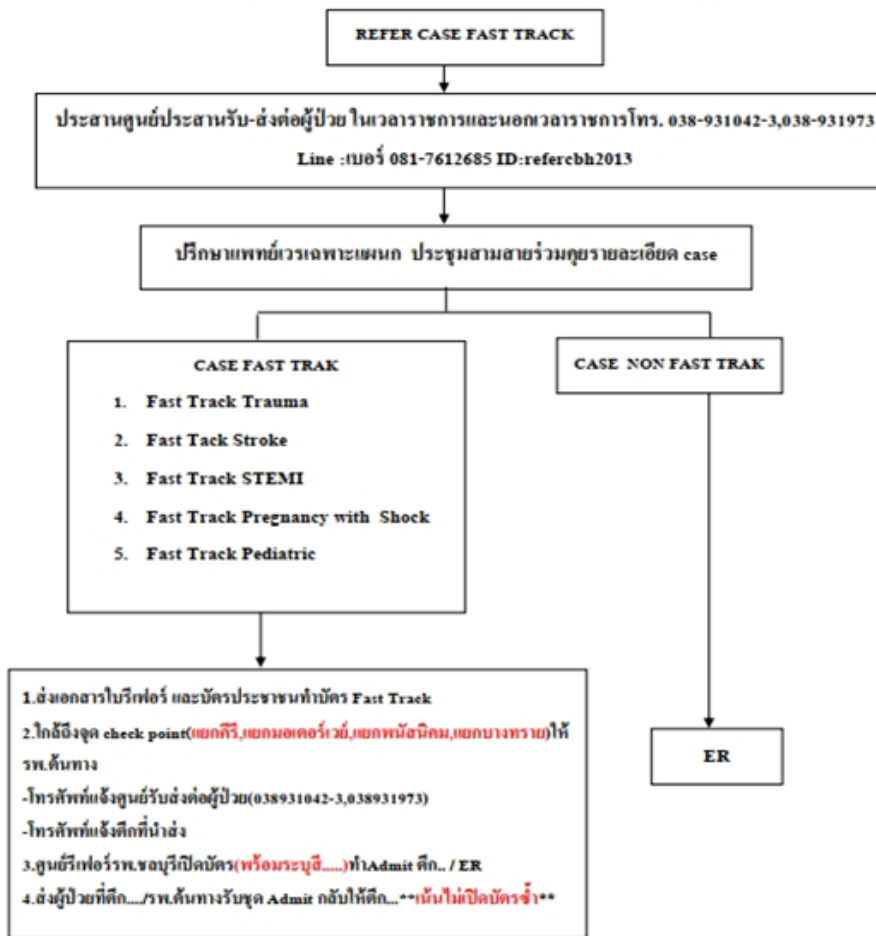 REFER CASE FAST TRACK
ประสานศูนย์ประสานรับ-ส่งต่อผู้ป่วย ในเวลาราชการและนอกเวลาราชการโทร. 038-931042-3,038-931973
Line :เบอร์ 081-7612685 ID:refercbh2013
ปรึกษาแพทย์เวรเฉพาะแผนก ประชุมสามสายร่วมคุยรายละเอียด case
CASE FAST TRAK
1. Fast Track Trauma
2. Fast Tack Stroke
3. Fast Track STEMI
4. Fast Track Pregnancy with Shock
5. Fast Track Pediatric
CASE NON FAST TRAK
1.ส่งเอกสารใบรีเฟอร์ และบัตรประชาชนทำบัตร Fast Track
2.ใกล้ถึงจุด check point(แยกคีรี,แยกมอเตอร์เวย์,แยกพนัสนิคม,แยกบางทราย)ให้
รพ.ต้นทาง
-โทรศัพท์แจ้งศูนย์รับส่งต่อผู้ป่วย(038931042-3,038931973)
-โทรศัพท์แจ้งตึกที่นำส่ง
3.ศูนย์รีเฟอร์รพ.ชลบุรีเปิดบัตร(พร้อมระบุสี.....)ทำAdmit ตึก.. / ER
4.ส่งผู้ป่วยที่ตึก..../รพ.ต้นทางรับชุด Admit กลับให้ตึก...**เน้นไม่เปิดบัตรซ้ำ**
ER